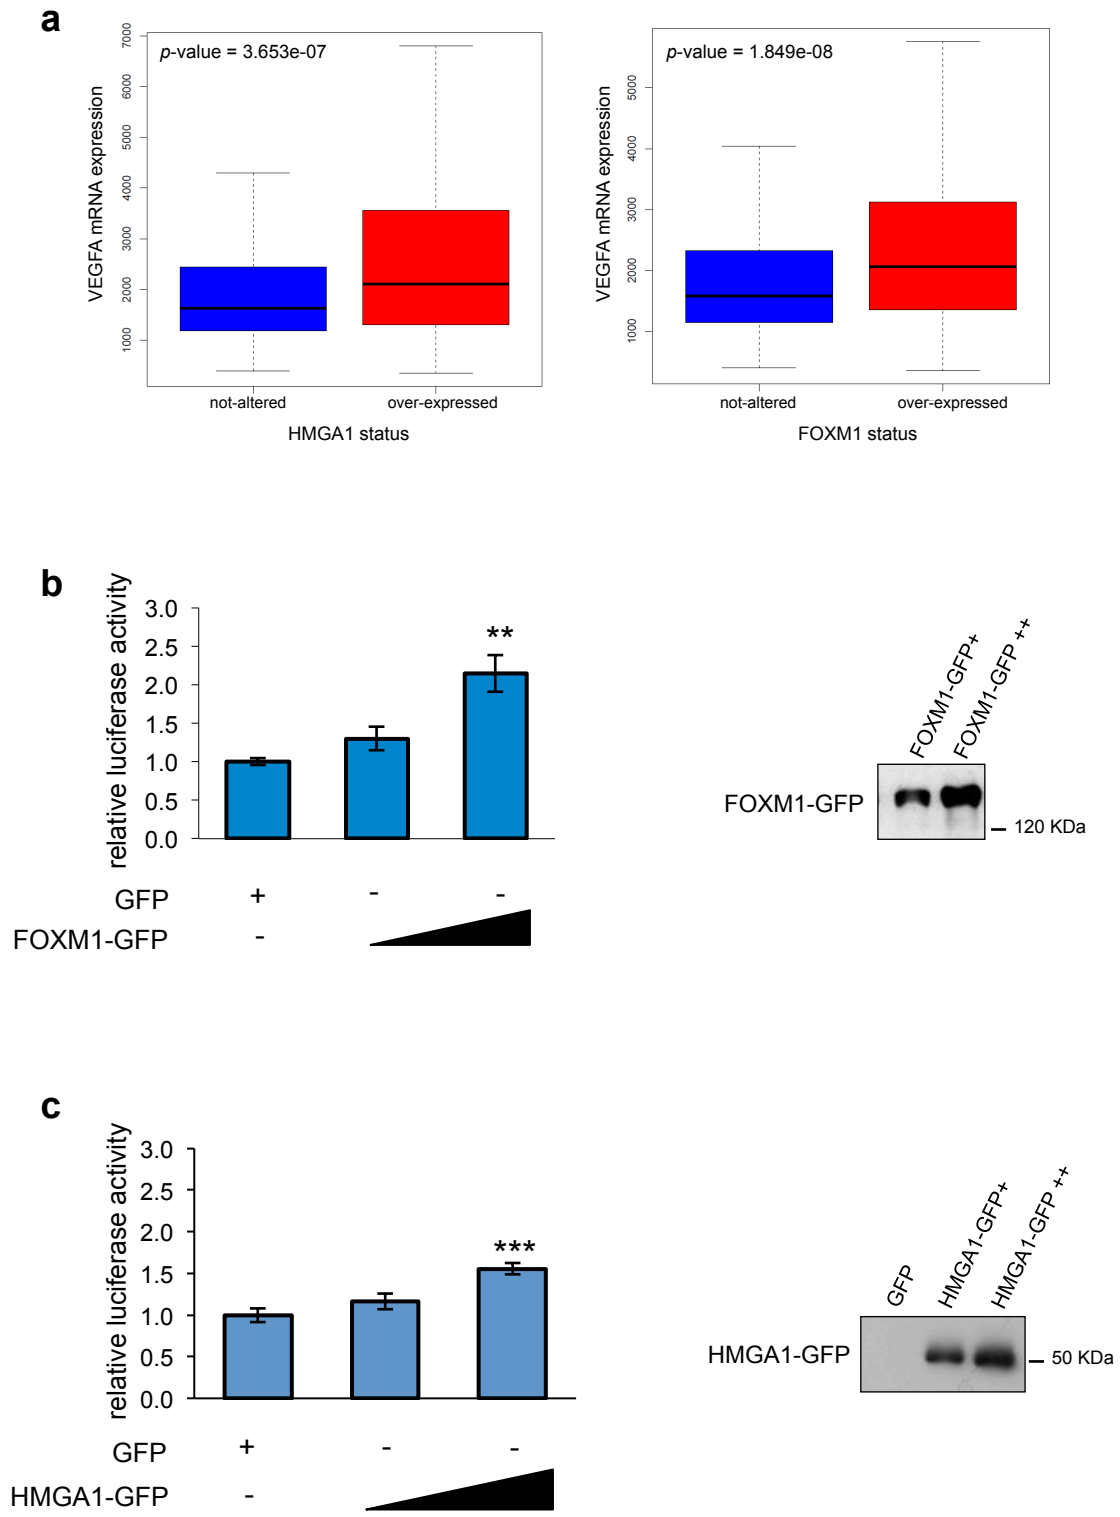 a
p-value = 3.653e-07
VEGFA mRNA expression
7000
6000
5000
4000
3000
2000
1000
not-altered
over-expressed
HMGA1 status
p-value = 1.849e-08
VEGFA mRNA expression
5000
4000
3000
2000
1000
not-altered
over-expressed
FOXM1 status
b
relative luciferase activity
3.0
2.5
2.0
1.5
1.0
0.5
0.0
**
GFP + - -
FOXM1-GFP -
FOXM1-GFP+
FOXM1-GFP ++
FOXM1-GFP
120 KDa
c
relative luciferase activity
3.0
2.5
2.0
1.5
1.0
0.5
0.0
***
GFP + - -
HMGA1-GFP -
GFP
HMGA1-GFP+
HMGA1-GFP ++
HMGA1-GFP
50 KDa